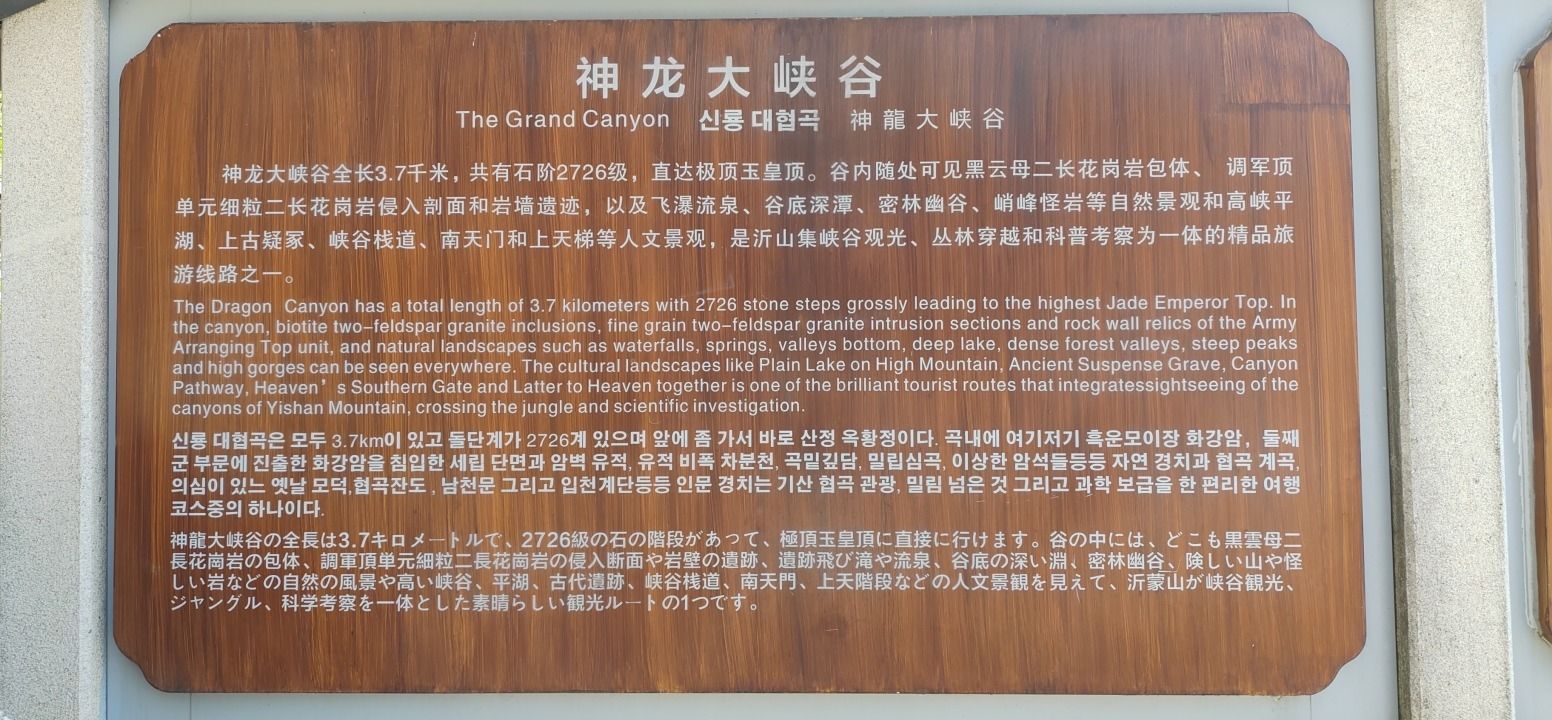 神龙大峡谷
The Grand Canyon 신룡 대협곡 神龍大峡谷
神龙大峡谷全长3.7千米，共有石阶2726级，直达极顶玉皇顶。谷内随处可见黑云母二长花岗岩包体、 调军顶
单元细粒二长花岗岩侵入剖面和岩墙遗迹，以及飞瀑流泉、谷底深潭、密林幽谷、峭峰怪岩等自然景观和高峡平
湖、上古疑冢、峡谷栈道、南天门和上天梯等人文景观，是沂山集峡谷观光、丛林穿越和科普考察为一体的精品旅
游线路之一。
The Dragon Canyon has a total length of 3.7 kilometers with 2726 stone steps grossly leading to the highest Jade Emperor Top. In
the canyon, biotite two-feldspar granite inclusions, fine grain two-feldspar granite intrusion sections and rock wall relics of the Army
Arranging Top unit, and natural landscapes such as waterfalls, springs, valleys bottom, deep lake, dense forest valleys, steep peaks
and high gorges can be seen everywhere. The cultural landscapes like Plain Lake on High Mountain, Ancient Suspense Grave, Canyon
Pathway, Heaven's Southern Gate and Latter to Heaven together is one of the brilliant tourist routes that integratessightseeing of the
canyons of Yishan Mountain, crossing the jungle and scientific investigation.
신룡 대협곡은 모두 3.7km이 있고 돌단계가 2726계 있으며 앞에 좀 가서 바로 산정 옥황정이다. 곡내에 여기저기 흑운모이장 화강암, 둘째
군 부문에 진출한 화강암을 침입한 세립 단면과 암벽 유적, 유적 비폭 차분천, 곡밑깊담, 밀립심곡, 이상한 암석들등등 자연 경치과 협곡 계곡,
의심이 있느 옛날 모덕,협곡잔도 , 남천문 그리고 입천계단등등 인문 경치는 기산 협곡 관광, 밀림 넘은 것 그리고 과학 보급을 한 편리한 여행
코스중의 하나이다.
神龍大峡谷の全長は3.7キロメートルで、2726級の石の階段があつて、極頂玉皇頂に直接に行けます。谷の中には、どこも黒雲母二
長花崗岩の包体、調軍頂単元細粒二長花崗岩の侵入断面や岩壁の遺跡、遺跡飛び滝や流泉、谷底の深い淵、密林幽谷、険しい山や怪
しい岩などの自然の風景や高い峡谷、平湖、古代遺跡、峡谷桟道、南天門、上天階段などの人文景観を見えて、沂蒙山が峡谷観光、
ジャングル、科学考察を一体とした素晴らしい観光ルートの1つです。